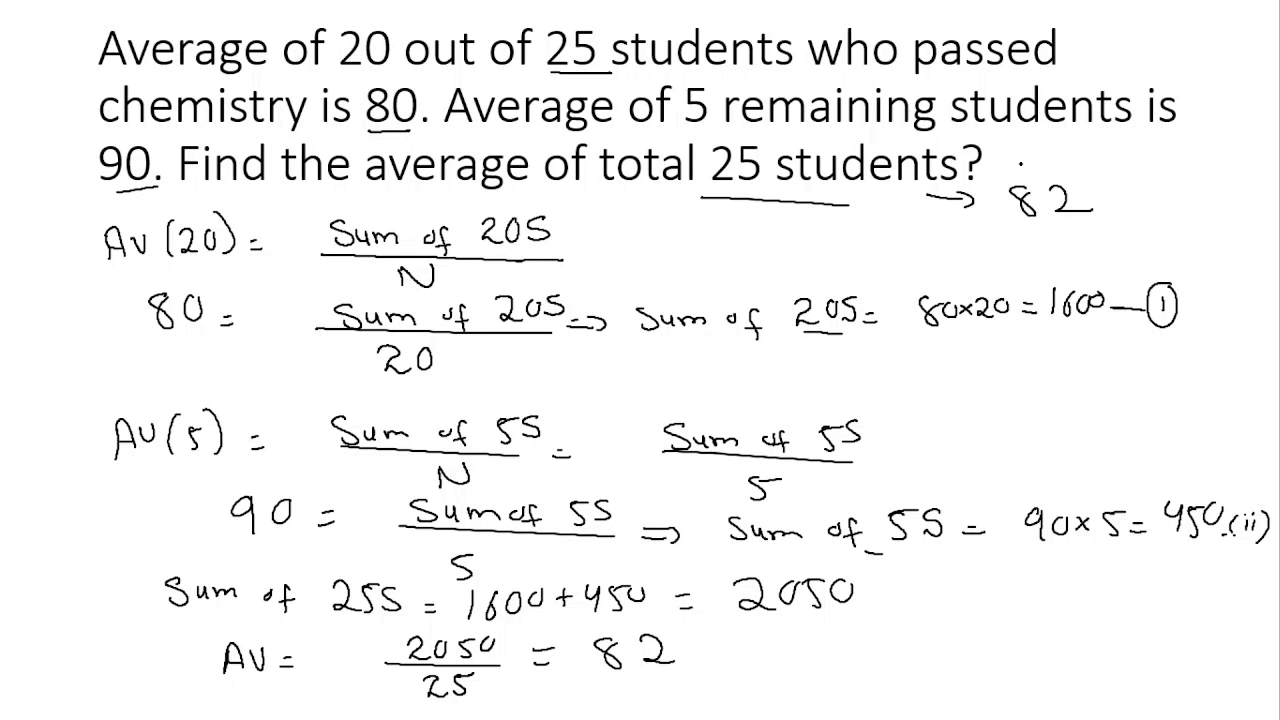 Average of 20 out of 25 students who passed
chemistry is 80. Average of 5 remaining students is
90. Find the average of total 25 students?
→ 82
AV (20) = Sum of 20S / N
80 = Sum of 20S / 20 => Sum of 20S = 80×20 = 1600 — ①
AV (5) = Sum of 5S / N = Sum of 5S / 5
90 = Sum of 5S / 5 => Sum of 5S = 90×5 = 450 - (ii)
Sum of 25S = 1600 + 450 = 2050
AV = 2050 / 25 = 82